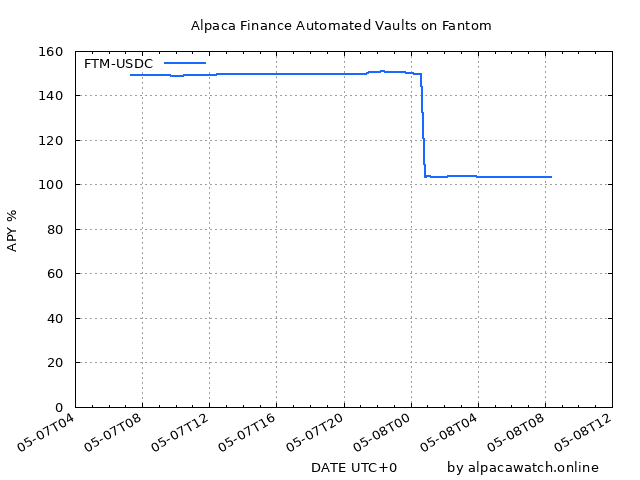 Alpaca Finance Automated Vaults on Fantom
160
FTM-USDC
140
120
100
80
60
40
20
0
APY %
05-07T04
05-07T08
05-07T12
05-07T16
05-07T20
05-08T00
05-08T04
05-08T08
05-08T12
DATE UTC+0
by alpacawatch.online